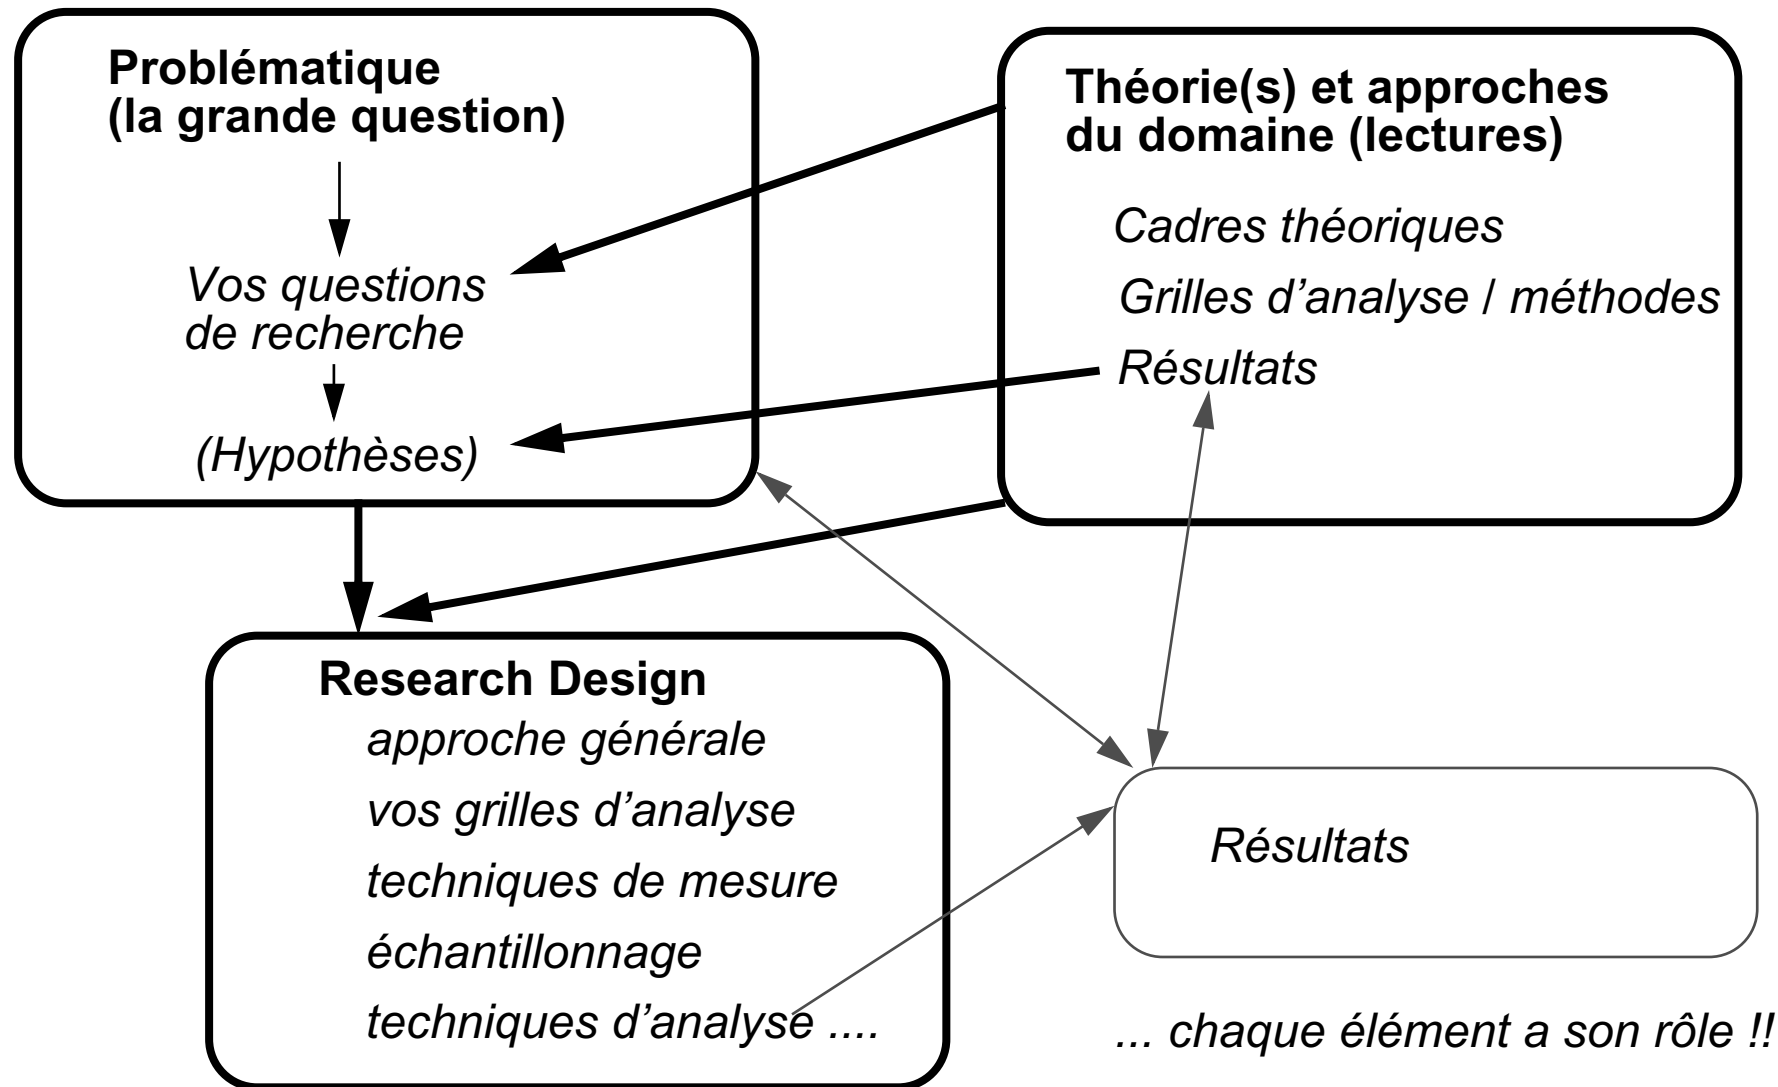 Problématique
(la grande question)
Vos questions
de recherche
(Hypothèses)
Théorie(s) et approches
du domaine (lectures)
Cadres théoriques
Grilles d’analyse / méthodes
Résultats
Research Design
approche générale
vos grilles d’analyse
techniques de mesure
échantillonnage
techniques d’analyse ....
Résultats
... chaque élément a son rôle !!